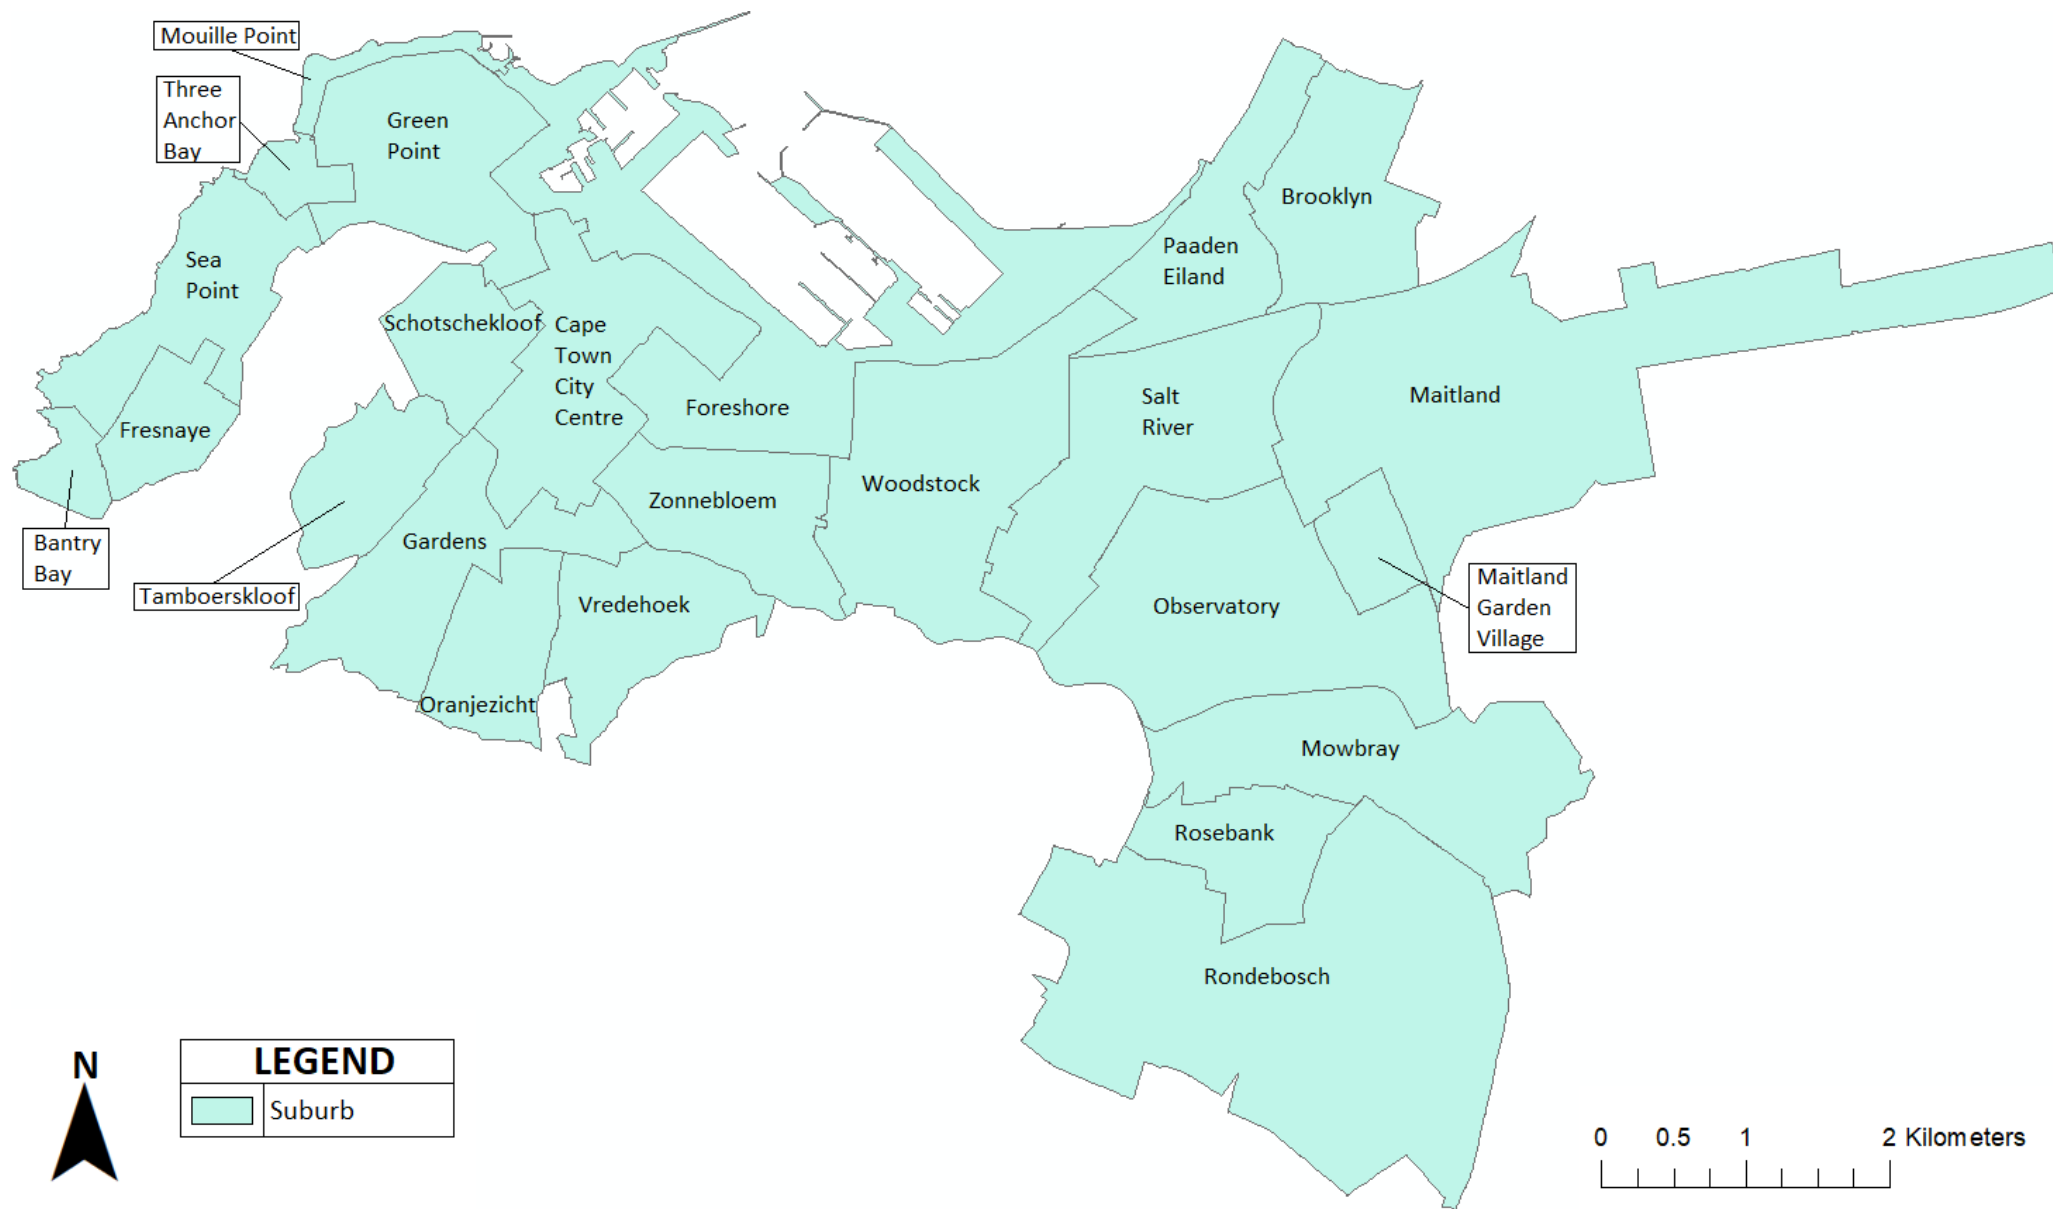 Mouille Point
Three
Anchor
Bay
Green
Point
Brooklyn
Paaden
Eiland
Sea
Point
Schotschekloof
Cape
Town
City
Centre
Foreshore
Salt
River
Maitland
Fresnaye
Woodstock
Zonnebloem
Bantry
Bay
Gardens
Tamboerskloof
Vredehoek
Observatory
Maitland
Garden
Village
Oranjezicht
Mowbray
Rosebank
Rondebosch
N
LEGEND
Suburb
0 0.5 1 2 Kilometers